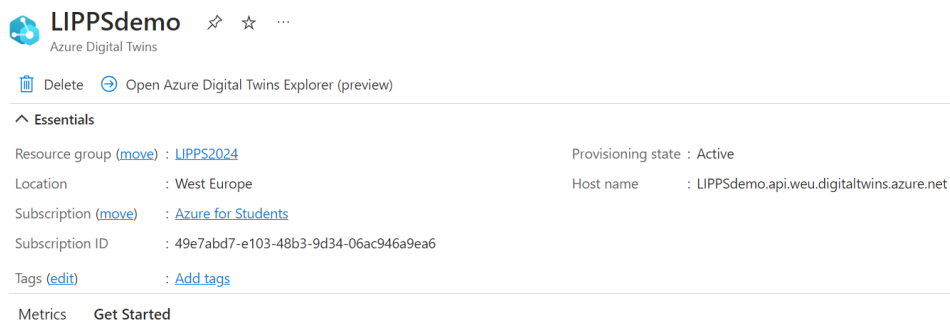 LIPPSdemo
Azure Digital Twins
Delete Open Azure Digital Twins Explorer (preview)
Essentials
Resource group (move) : LIPPS2024
Provisioning state : Active
Location : West Europe
Host name : LIPPSdemo.api.weu.digitaltwins.azure.net
Subscription (move) : Azure for Students
Subscription ID : 49e7abd7-e103-48b3-9d34-06ac946a9ea6
Tags (edit) : Add tags
Metrics Get Started